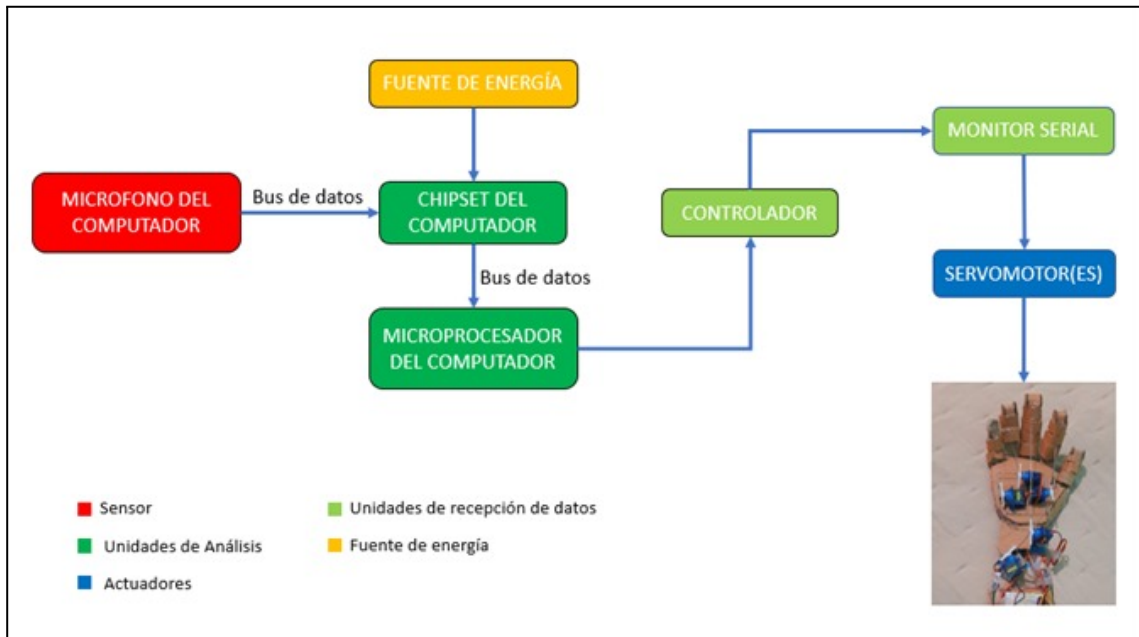 FUENTE DE ENERGÍA
MONITOR SERIAL
MICROFONO DEL
COMPUTADOR
Bus de datos
CHIPSET DEL
COMPUTADOR
CONTROLADOR
Bus de datos
SERVOMOTOR(ES)
MICROPROCESADOR
DEL COMPUTADOR
Sensor
Unidades de recepción de datos
Unidades de Análisis
Fuente de energía
Actuadores